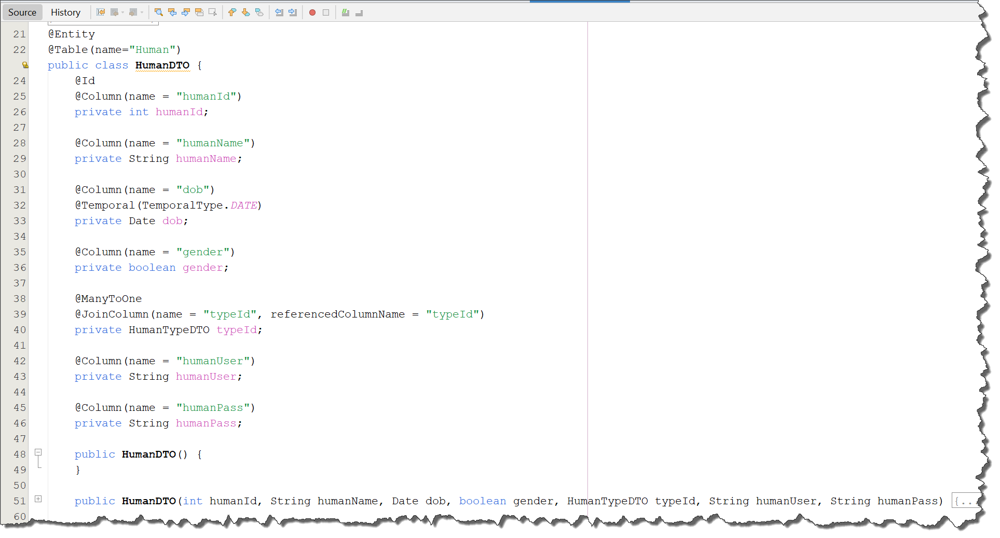 Source History
21 @Entity
22 @Table(name="Human")
public class HumanDTO {
24 @Id
25 @Column(name = "humanId")
26 private int humanId;
27
28 @Column(name = "humanName")
29 private String humanName;
30
31 @Column(name = "dob")
32 @Temporal(TemporalType.DATE)
33 private Date dob;
34
35 @Column(name = "gender")
36 private boolean gender;
37
38 @ManyToOne
39 @JoinColumn(name = "typeId", referencedColumnName = "typeId")
40 private HumanTypeDTO typeId;
41
42 @Column(name = "humanUser")
43 private String humanUser;
44
45 @Column(name = "humanPass")
46 private String humanPass;
47
48 public HumanDTO() {
49 }
50
51 public HumanDTO(int humanId, String humanName, Date dob, boolean gender, HumanTypeDTO typeId, String humanUser, String humanPass) {...
60